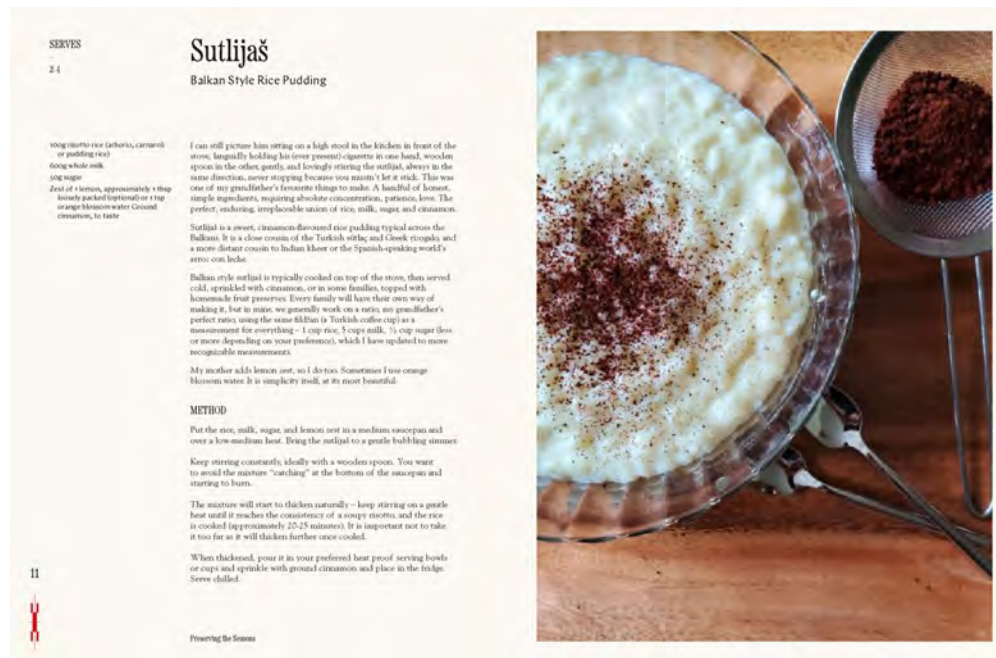 SERVES
2-4
100g risotto rice (arborio, carnaroli
or pudding rice)
600g whole milk
50g sugar
Zest of 1 lemon, approximately 1 tbsp
loosely packed (optional) or 1 tsp
orange blossom water Ground
cinnamon, to taste
Sutlijaš
Balkan Style Rice Pudding
I can still picture him sitting on a high stool in the kitchen in front of the
stove, languidly holding his (ever present) cigarette in one hand, wooden
spoon in the other, gently, and lovingly stirring the sutlijaš, always in the
same direction, never stopping because you mustn't let it stick. This was
one of my grandfather's favourite things to make. A handful of honest,
simple ingredients, requiring absolute concentration, patience, love. The
perfect, enduring, irreplaceable union of rice, milk, sugar, and cinnamon.
Sutlijaš is a sweet, cinnamon-flavoured rice pudding typical across the
Balkans. It is a close cousin of the Turkish sütlaç and Greek rizogalo, and
a more distant cousin to Indian kheer or the Spanish-speaking world's
arroz con leche.
Balkan style sutlijaš is typically cooked on top of the stove, then served
cold, sprinkled with cinnamon, or in some families, topped with
homemade fruit preserves. Every family will have their own way of
making it, but in mine, we generally work on a ratio, my grandfather's
perfect ratio, using the same fildžan (a Turkish coffee cup) as a
measurement for everything – 1 cup rice, 5 cups milk, ½ cup sugar (less
or more depending on your preference), which I have updated to more
recognizable measurements.
My mother adds lemon zest, so I do too. Sometimes I use orange
blossom water. It is simplicity itself, at its most beautiful.
METHOD
Put the rice, milk, sugar, and lemon zest in a medium saucepan and
over a low-medium heat. Bring the sutlijaš to a gentle bubbling simmer
Keep stirring constantly, ideally with a wooden spoon. You want
to avoid the mixture "catching" at the bottom of the saucepan and
starting to burn.
The mixture will start to thicken naturally – keep stirring on a gentle
heat until it reaches the consistency of a soupy risotto, and the rice
is cooked (approximately 20-25 minutes). It is important not to take
it too far as it will thicken further once cooled.
When thickened, pour it in your preferred heat proof serving bowls
or cups and sprinkle with ground cinnamon and place in the fridge.
Serve chilled.
11
Preserving the Seasons